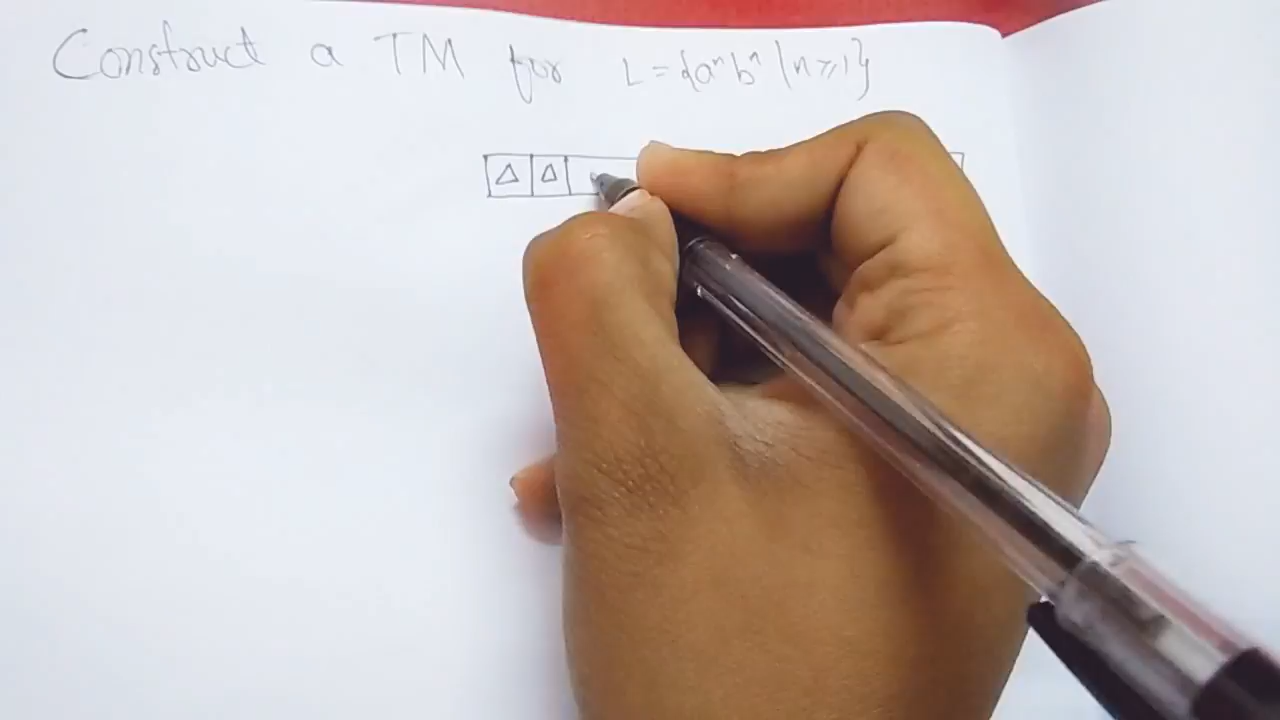 Construct a TM for L = {aⁿbⁿ | n ≥ 1}
Δ Δ